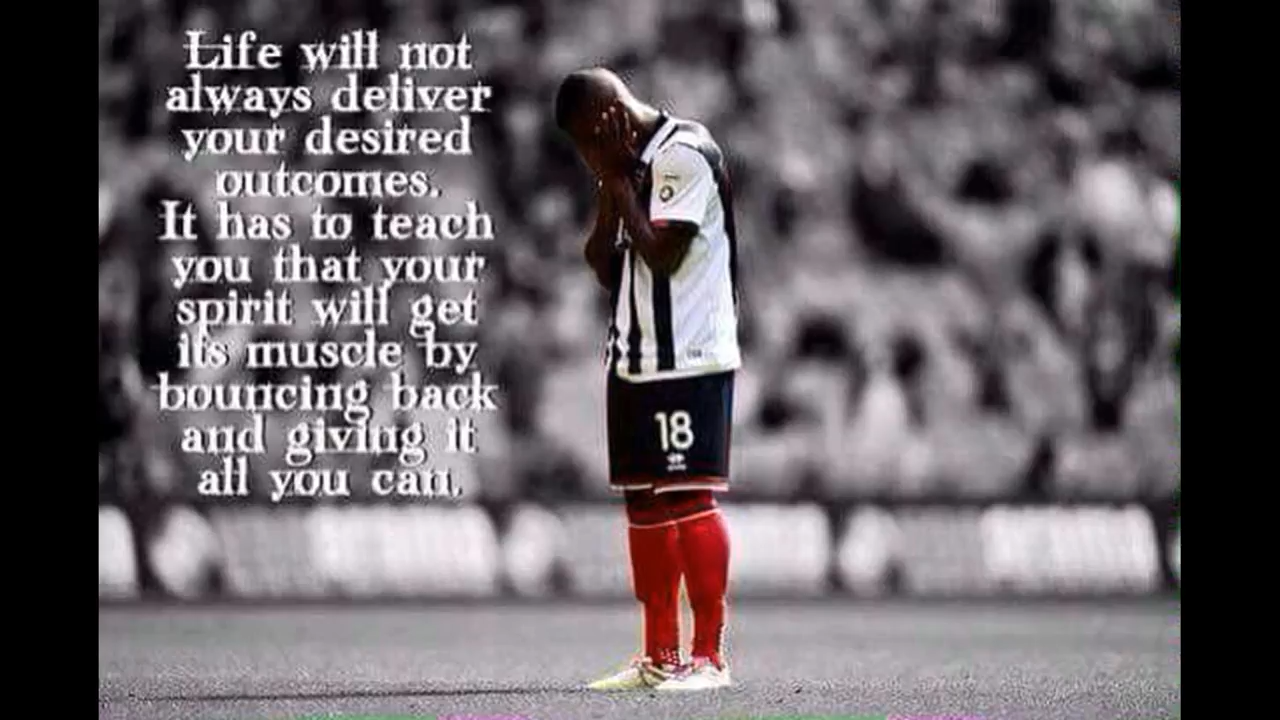 Life will not
always deliver
your desired
outcomes.
It has to teach
you that your
spirit will get
its muscle by
bouncing back
and giving it
all you can.
18